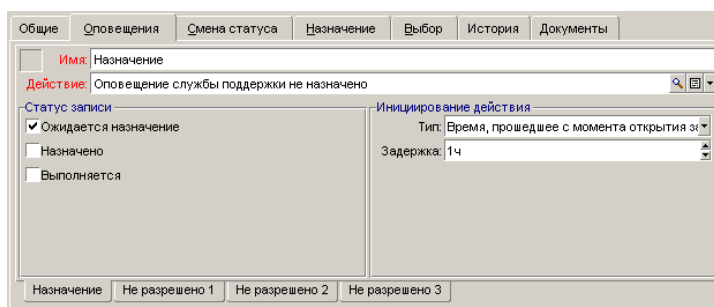 Общие Оповещения Смена статуса Назначение Выбор История Документы
Имя: Назначение
Действие: Оповещение службы поддержки не назначено
Статус записи
Инициирование действия
Ожидается назначение
Тип: Время, прошедшее с момента открытия
Назначено
Задержка: 1ч
Выполняется
Назначение Не разрешено 1 Не разрешено 2 Не разрешено 3